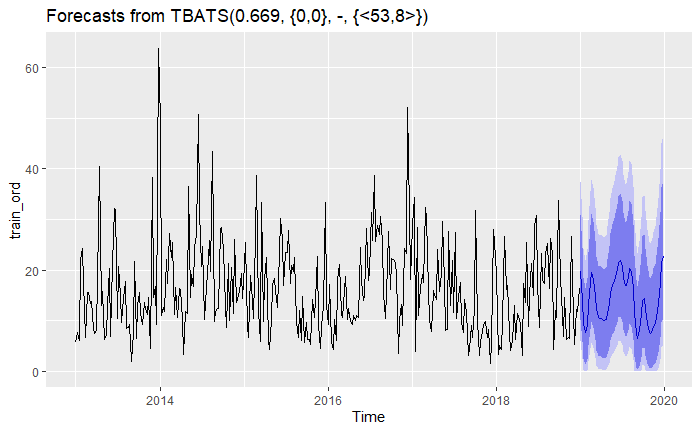 Forecasts from TBATS(0.669, {0,0}, -, {<53,8>})
60
40
20
0
train_ord
2014
2016
2018
2020
Time